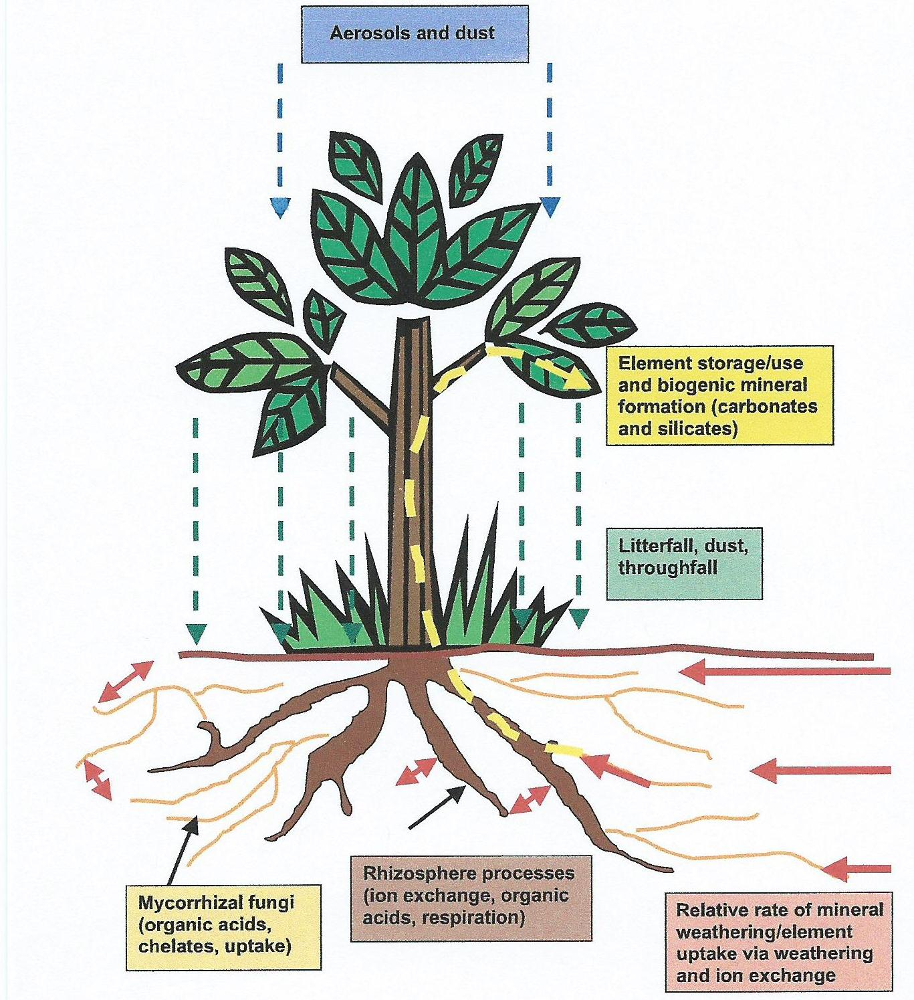 Aerosols and dust
Element storage/use
and biogenic mineral
formation (carbonates
and silicates)
Litterfall, dust,
throughfall
Rhizosphere processes
(ion exchange, organic
acids, respiration)
Mycorrhizal fungi
(organic acids,
chelates, uptake)
Relative rate of mineral
weathering/element
uptake via weathering
and ion exchange